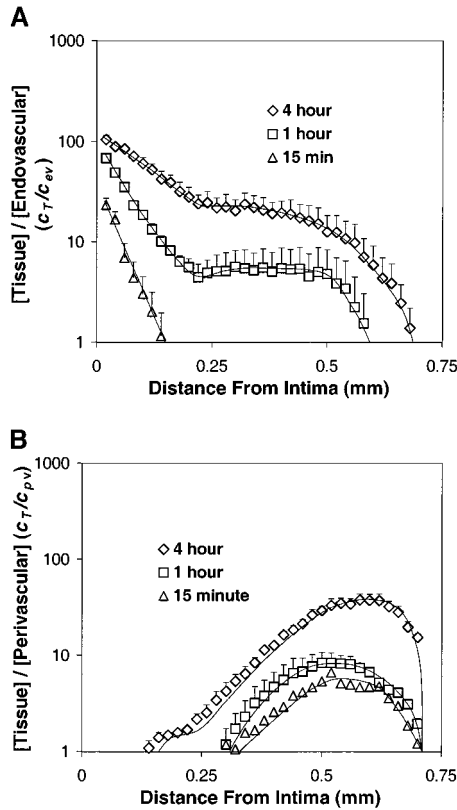 A
[Tissue] / [Endovascular]
(cT/cev)
1000
100
10
1
◇ 4 hour
□ 1 hour
△ 15 min
0 0.25 0.5 0.75
Distance From Intima (mm)
B
[Tissue] / [Perivascular] (cT/cpv)
1000
100
10
1
◇ 4 hour
□ 1 hour
△ 15 minute
0 0.25 0.5 0.75
Distance From Intima (mm)